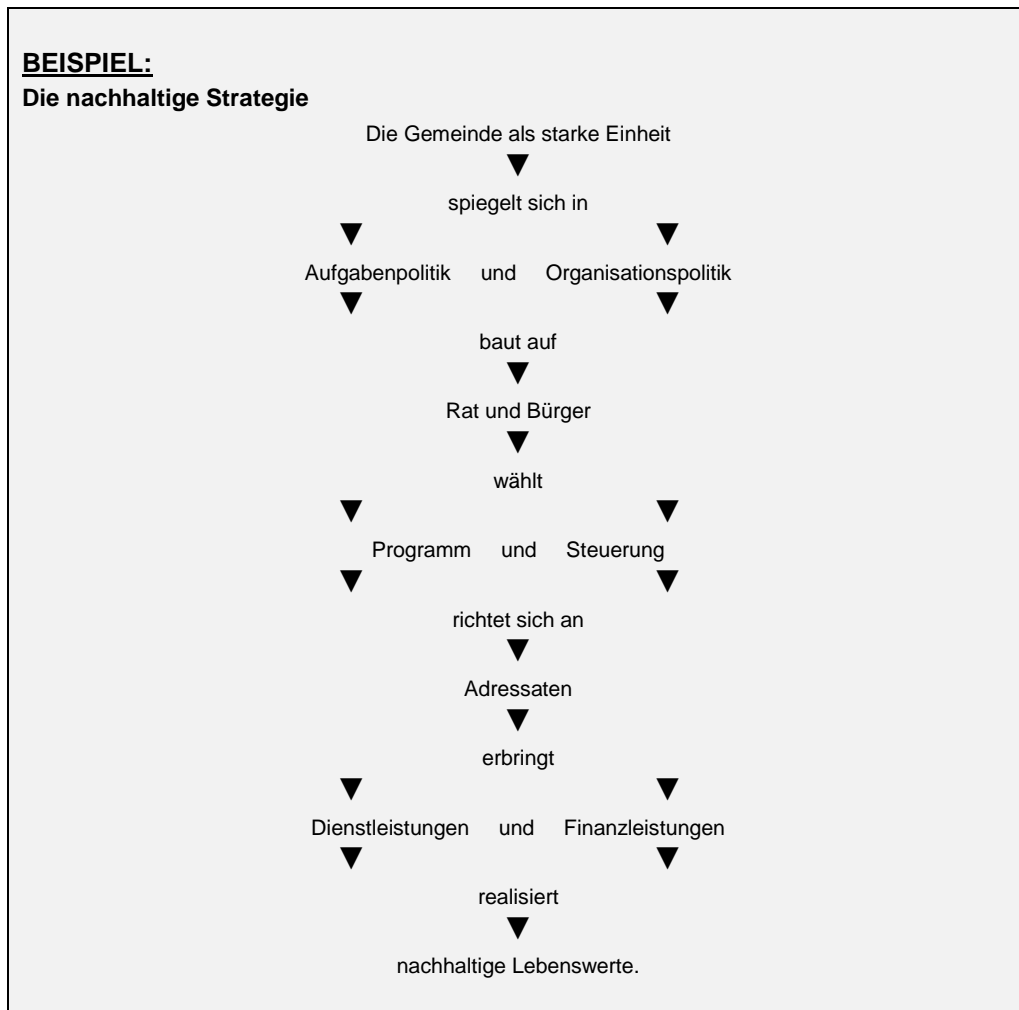 BEISPIEL:
Die nachhaltige Strategie
Die Gemeinde als starke Einheit
spiegelt sich in
Aufgabenpolitik und Organisationspolitik
baut auf
Rat und Bürger
wählt
Programm und Steuerung
richtet sich an
Adressaten
erbringt
Dienstleistungen und Finanzleistungen
realisiert
nachhaltige Lebenswerte.